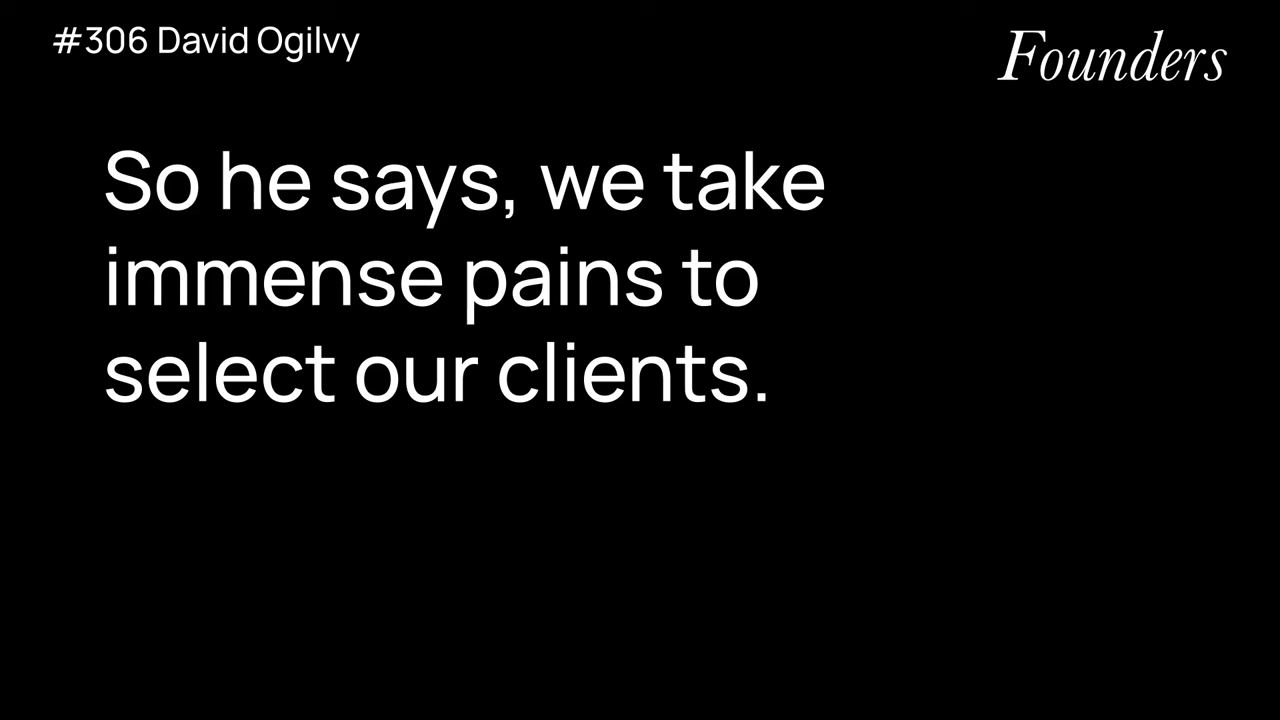 #306 David Ogilvy
Founders
So he says, we take
immense pains to
select our clients.